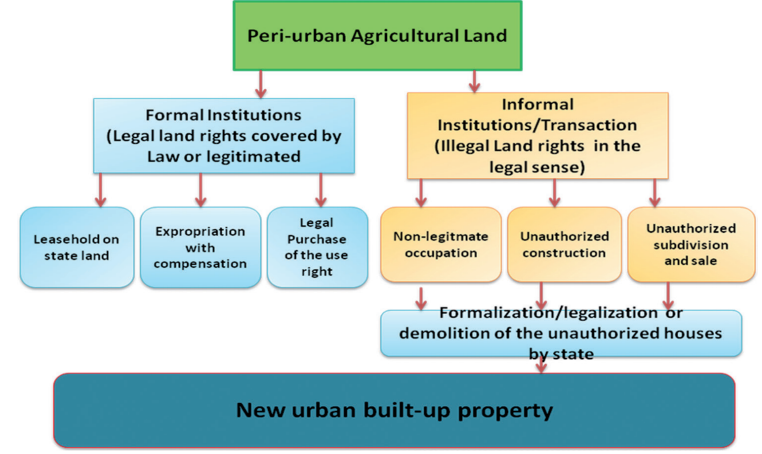 Peri-urban Agricultural Land
Formal Institutions
(Legal land rights covered by
Law or legitimated
Informal
Institutions/Transaction
(Illegal Land rights in the
legal sense)
Leasehold on
state land
Expropriation
with
compensation
Legal
Purchase
of the use
right
Non-legitmate
occupation
Unauthorized
construction
Unauthorized
subdivision
and sale
Formalization/legalization or
demolition of the unauthorized houses
by state
New urban built-up property